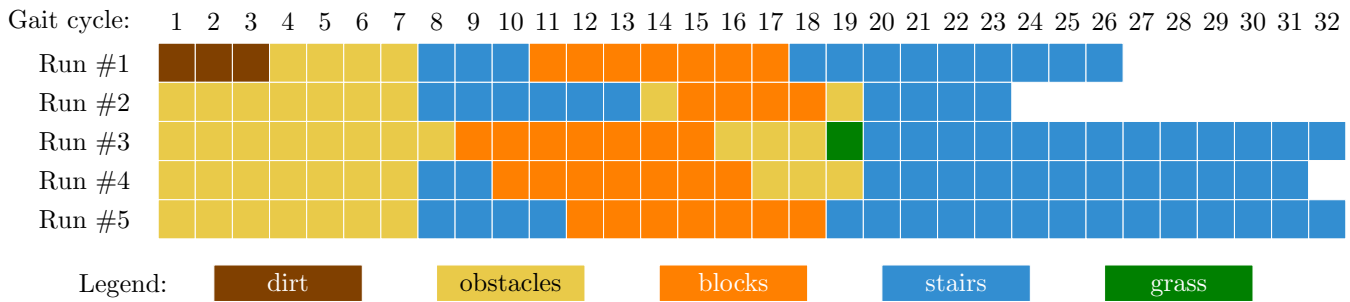 Gait cycle: 1 2 3 4 5 6 7 8 9 10 11 12 13 14 15 16 17 18 19 20 21 22 23 24 25 26 27 28 29 30 31 32
Run #1
Run #2
Run #3
Run #4
Run #5
Legend: dirt obstacles blocks stairs grass